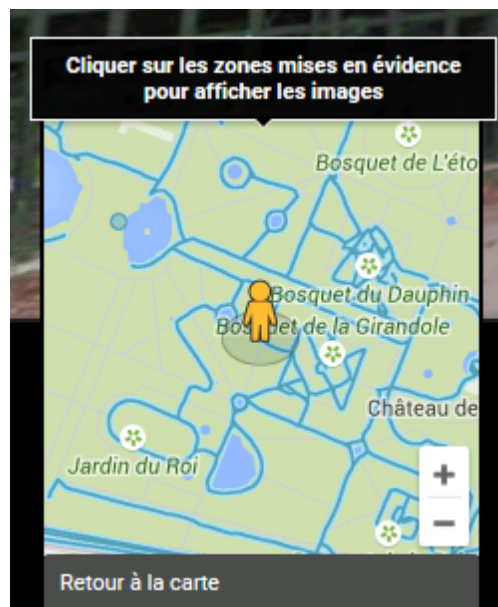 Cliquer sur les zones mises en évidence
pour afficher les images
Bosquet de L'éto
Bosquet du Dauphin
Bosquet de la Girandole
Château de
Jardin du Roi
+
−
Retour à la carte